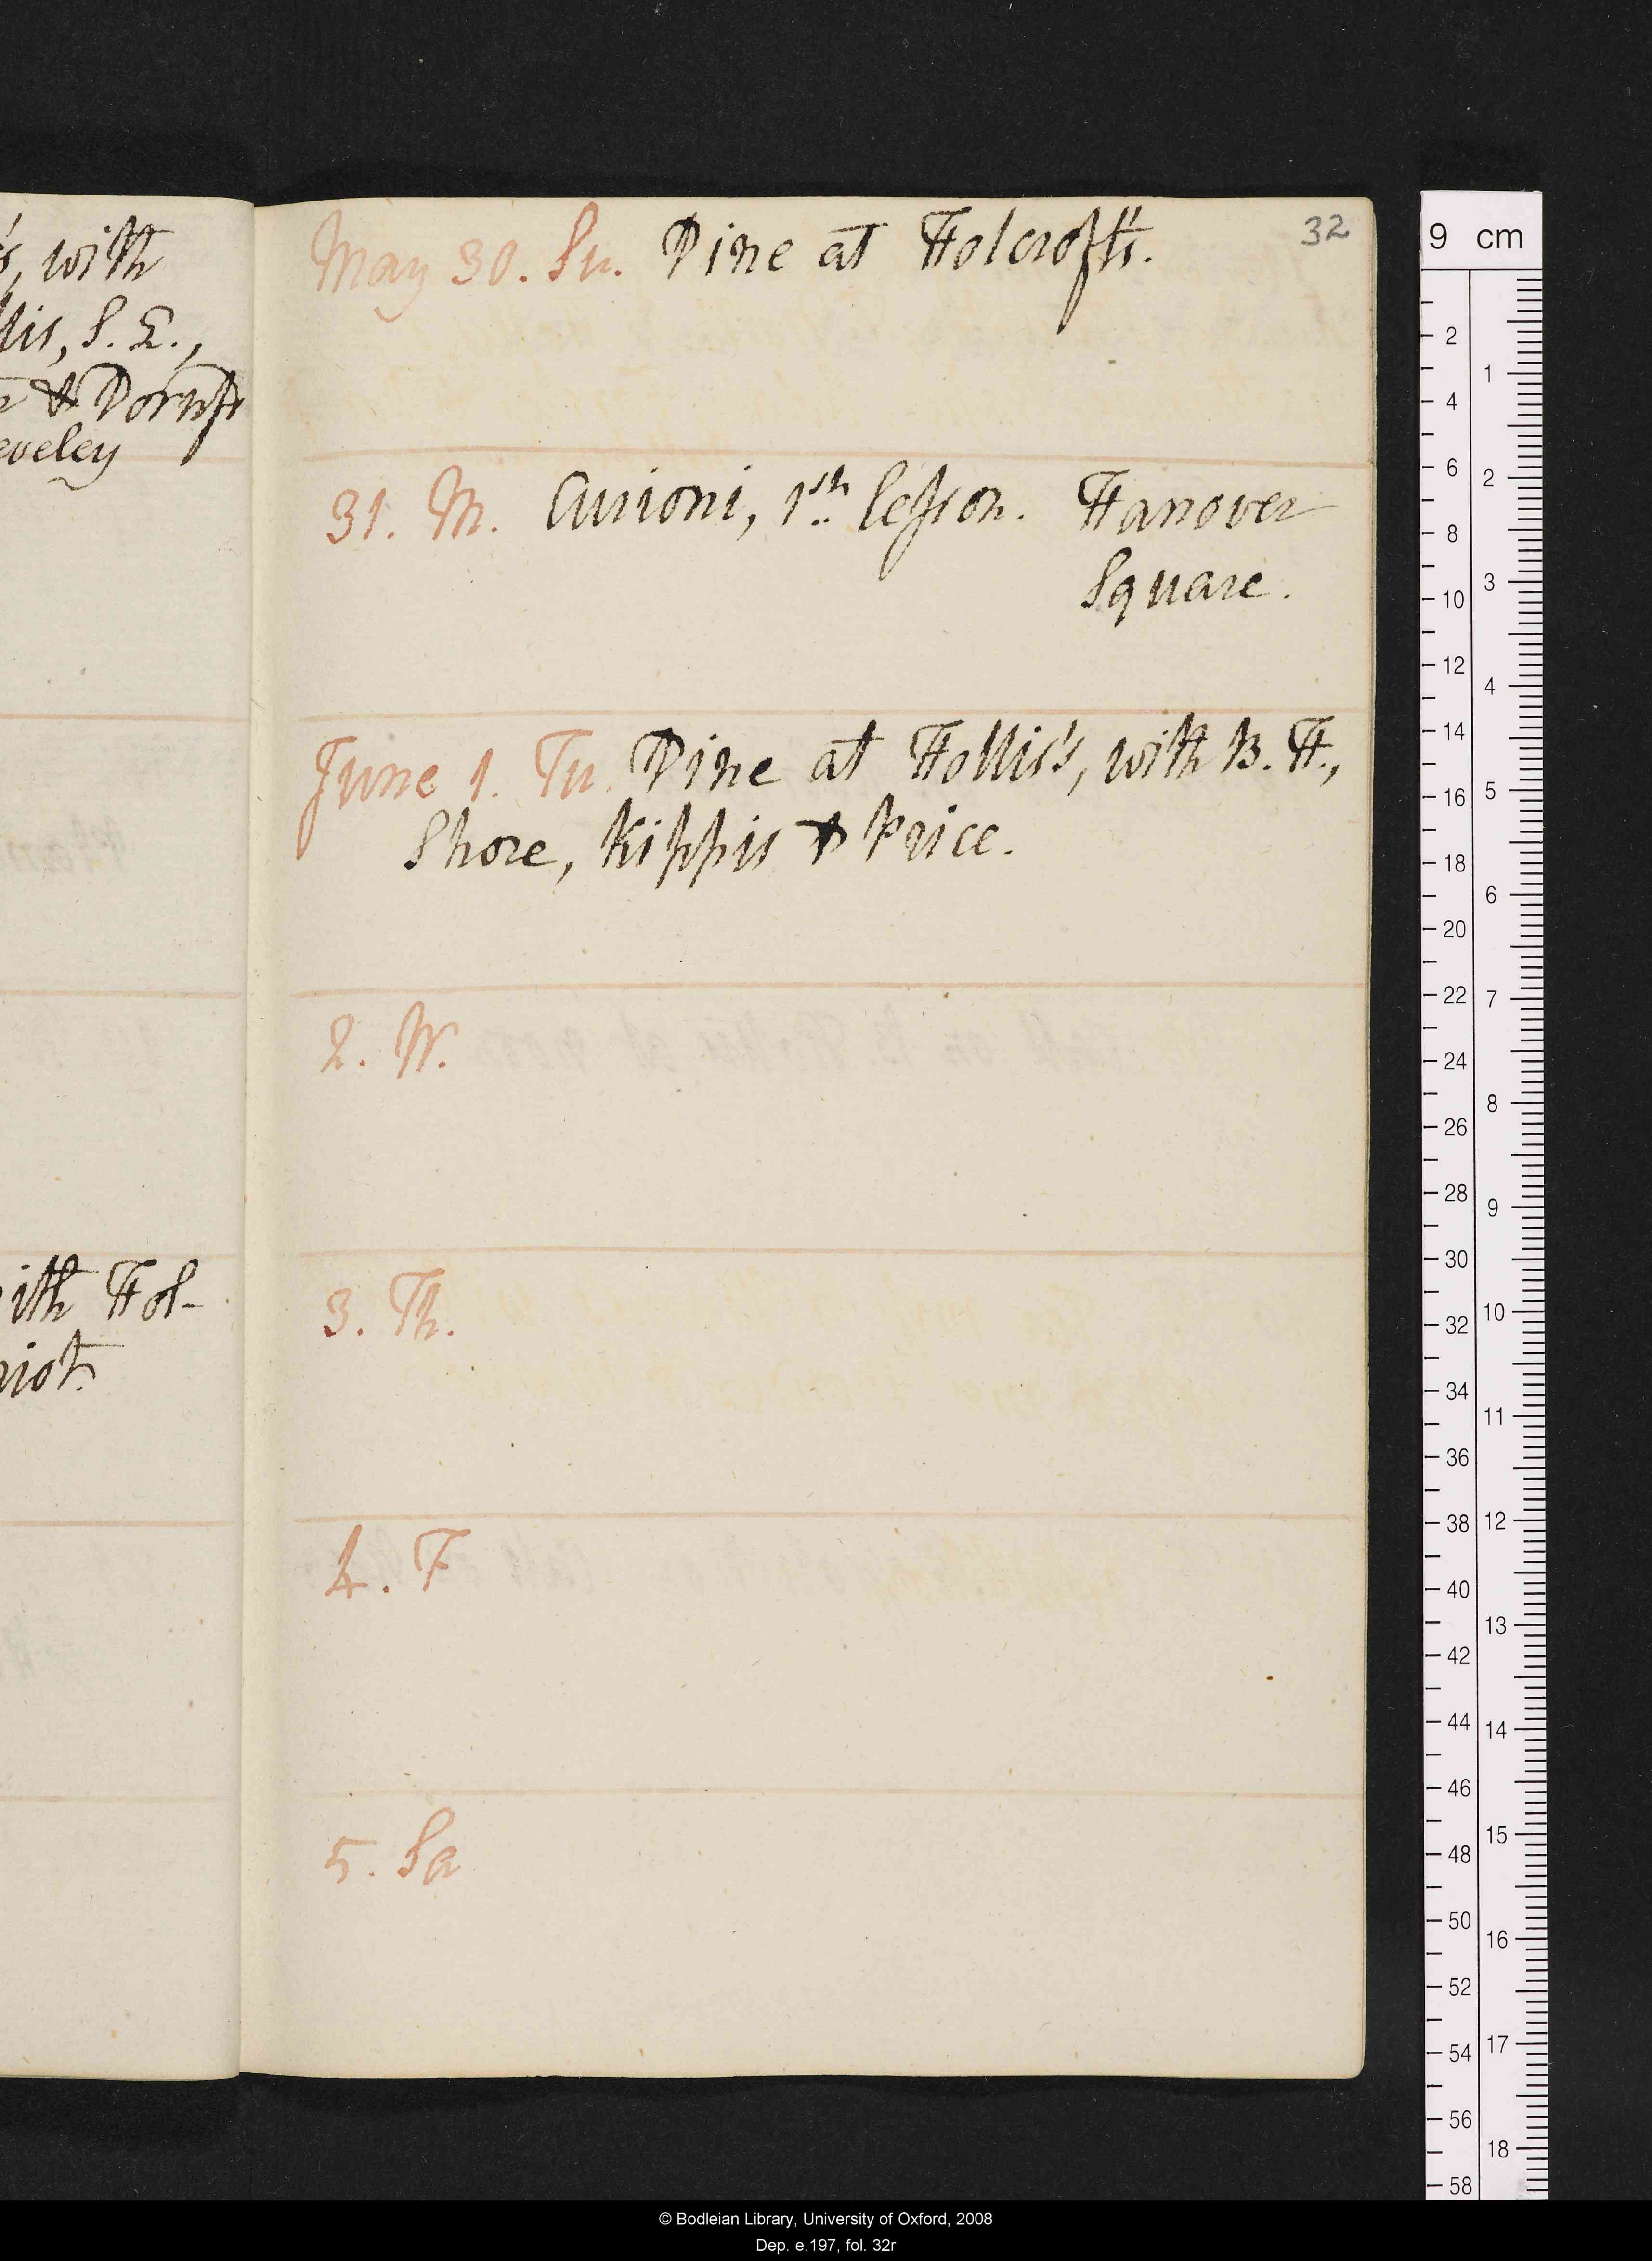 s, with
llis, S. E.,
& Dornft
eveley
ith Hol-
riot.
32
May 30. Su. Dine at Holcroft's.
31. M. Curioni, 1st. leſson. Hanover
Square.
June 1. Tu. Dine at Hollis's, with B. H.,
Shore, Kippis & Price.
2. W.
3. Th.
4. F
5. Sa
9 cm
2
4
6
8
10
12
14
16
18
20
22
24
26
28
30
32
34
36
38
40
42
44
46
48
50
52
54
56
58
1
2
3
4
5
6
7
8
9
10
11
12
13
14
15
16
17
18
© Bodleian Library, University of Oxford, 2008
Dep. e.197, fol. 32r